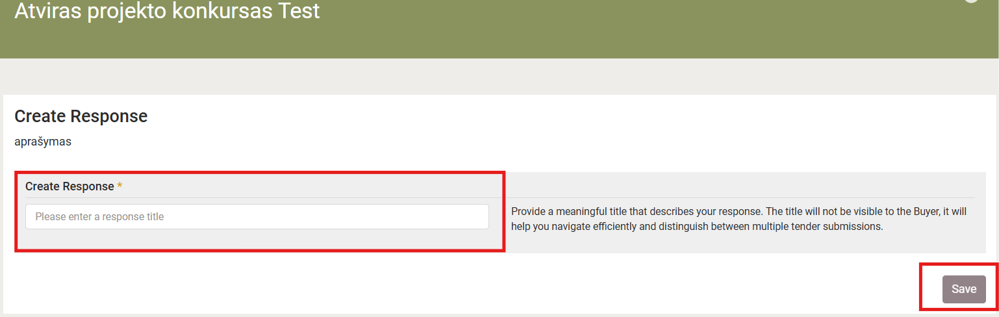 Atviras projekto konkursas Test
Create Response
aprašymas
Create Response *
Please enter a response title
Provide a meaningful title that describes your response. The title will not be visible to the Buyer, it will
help you navigate efficiently and distinguish between multiple tender submissions.
Save